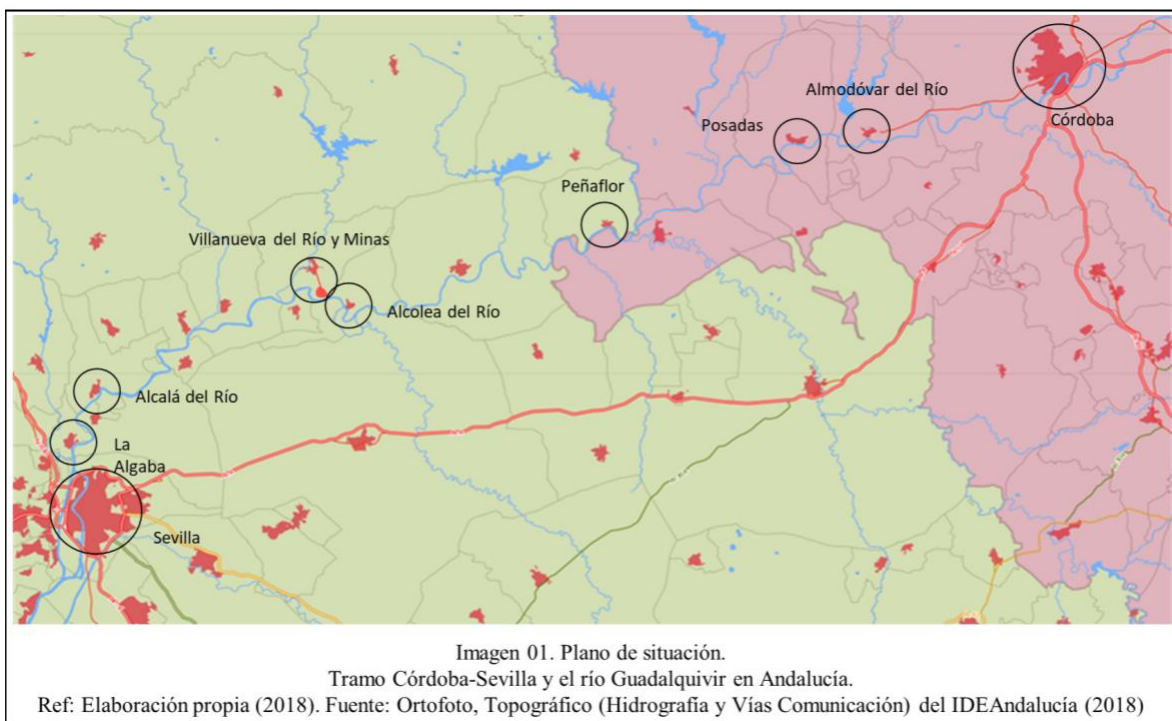 Almodóvar del Río
Posadas
Córdoba
Peñaflor
Villanueva del Río y Minas
Alcolea del Río
Alcalá del Río
La
Algaba
Sevilla
Imagen 01. Plano de situación.
Tramo Córdoba-Sevilla y el río Guadalquivir en Andalucía.
Ref: Elaboración propia (2018). Fuente: Ortofoto, Topográfico (Hidrografía y Vías Comunicación) del IDEAndalucía (2018)